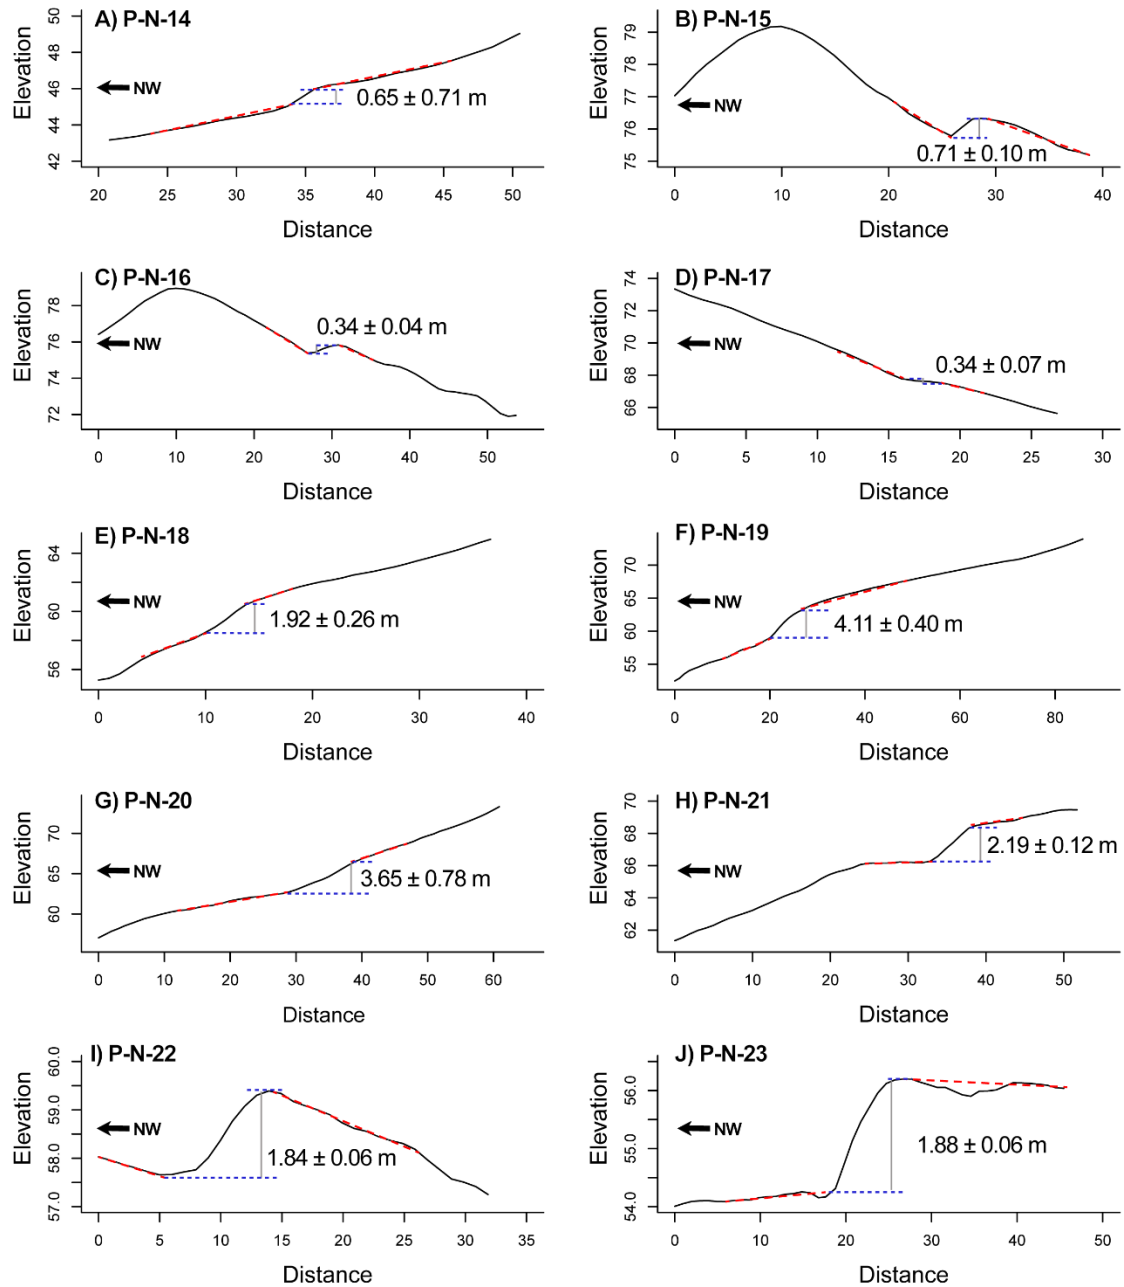 A) P-N-14
Elevation
50
48
46
44
42
NW
0.65 ± 0.71 m
20 25 30 35 40 45 50
Distance
B) P-N-15
Elevation
79
77
76
75
NW
0.71 ± 0.10 m
0 10 20 30 40
Distance
C) P-N-16
Elevation
78
76
74
72
NW
0.34 ± 0.04 m
0 10 20 30 40 50
Distance
D) P-N-17
Elevation
74
72
70
68
66
NW
0.34 ± 0.07 m
0 5 10 15 20 25 30
Distance
E) P-N-18
Elevation
64
60
56
NW
1.92 ± 0.26 m
0 10 20 30 40
Distance
F) P-N-19
Elevation
70
65
60
55
NW
4.11 ± 0.40 m
0 20 40 60 80
Distance
G) P-N-20
Elevation
70
65
60
NW
3.65 ± 0.78 m
0 10 20 30 40 50 60
Distance
H) P-N-21
Elevation
70
68
66
64
62
NW
2.19 ± 0.12 m
0 10 20 30 40 50
Distance
I) P-N-22
Elevation
60.0
59.0
58.0
57.0
NW
1.84 ± 0.06 m
0 5 10 15 20 25 30 35
Distance
J) P-N-23
Elevation
56.0
55.0
54.0
NW
1.88 ± 0.06 m
0 10 20 30 40 50
Distance